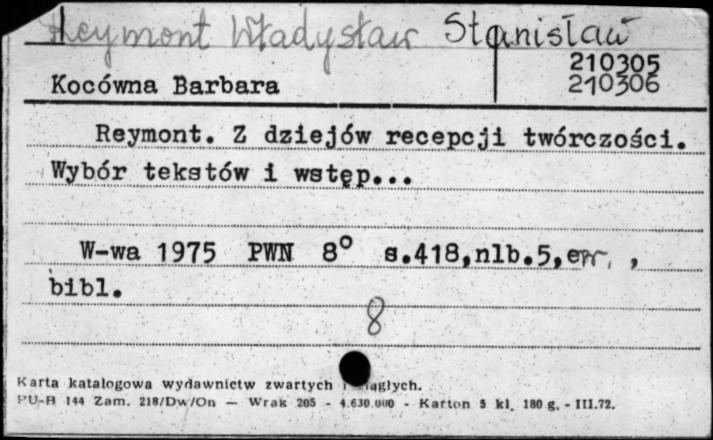 Reymont Władysław Stanisław
210305
Kocówna Barbara 210306
Reymont. Z dziejów recepcji twórczości.
Wybór tekstów i wstęp...
W-wa 1975 PWN 8° s.418,nlb.5,err. ,
bibl.
8
Karta katalogowa wydawnictw zwartych i ciągłych.
PU-B 144 Zam. 218/Dw/On — Wrak 205 - 4.630.000 - Karton 5 kl. 180 g. - III.72.